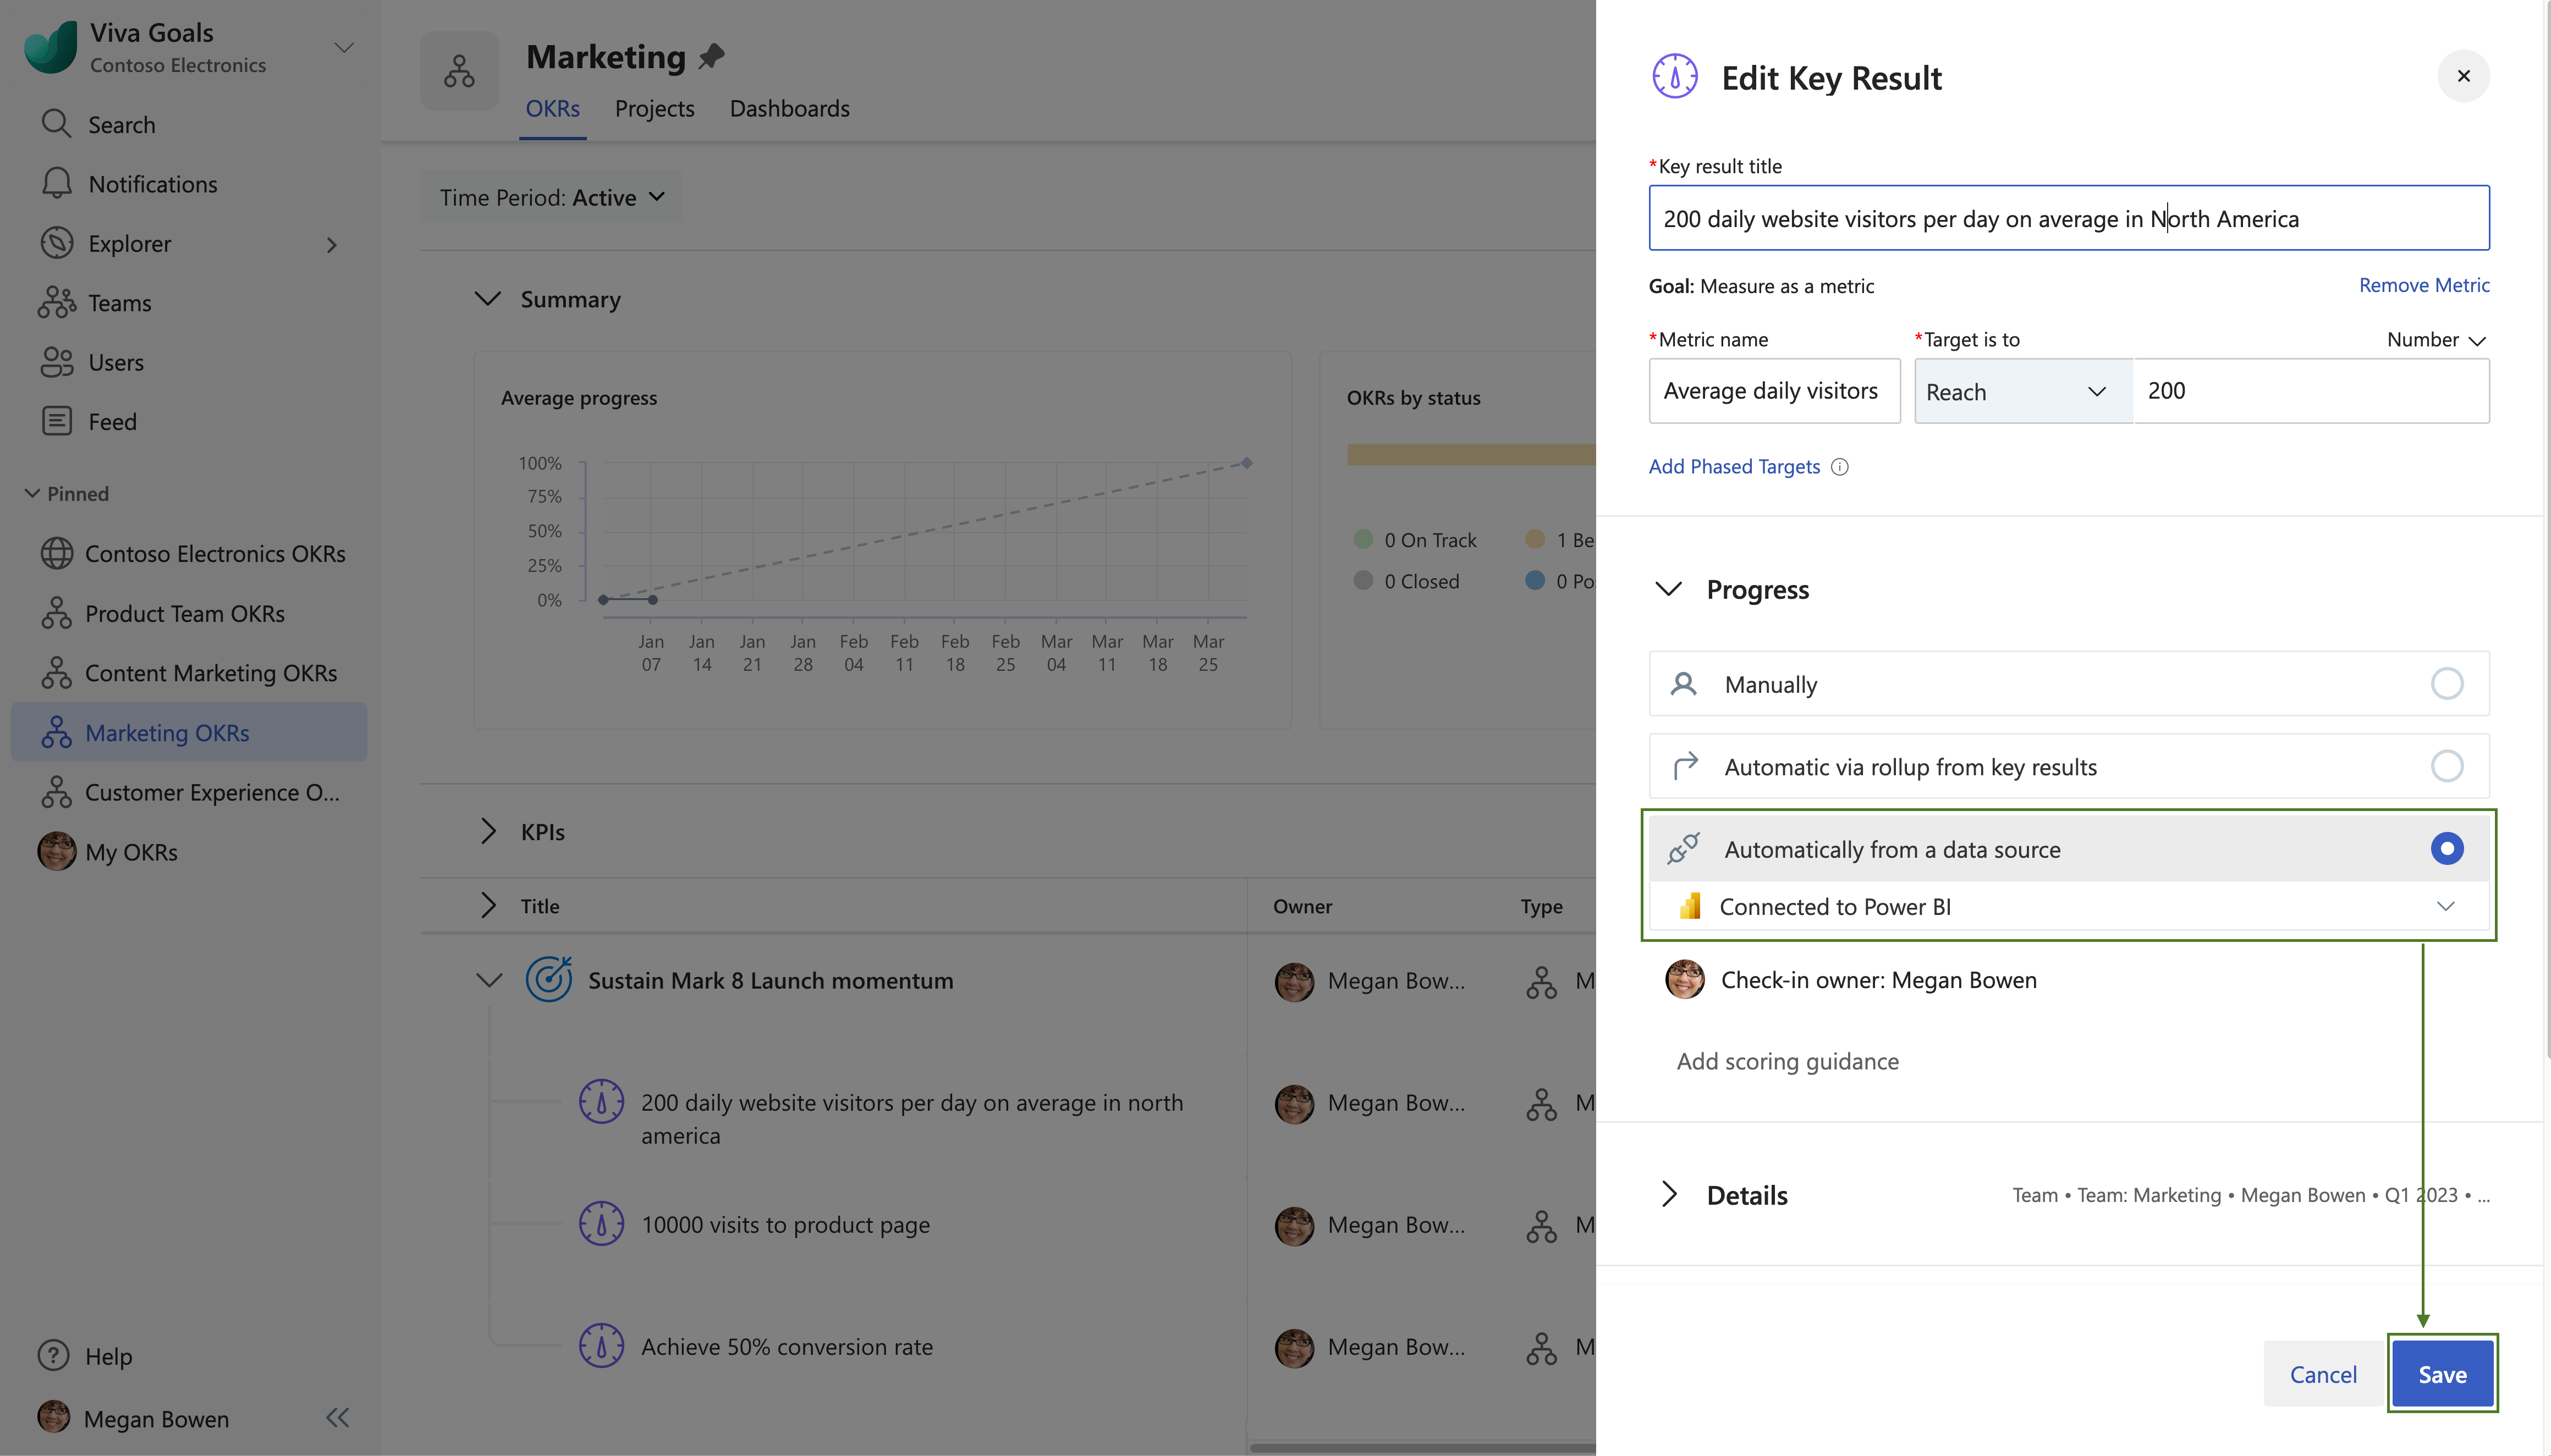 Viva Goals
Contoso Electronics
Search
Notifications
Explorer
Teams
Users
Feed
Pinned
Contoso Electronics OKRs
Product Team OKRs
Content Marketing OKRs
Marketing OKRs
Customer Experience O...
My OKRs
Help
Megan Bowen
Marketing
OKRs Projects Dashboards
Time Period: Active
Summary
Average progress
100%
75%
50%
25%
0%
Jan Jan Jan Jan Feb Feb Feb Feb Mar Mar Mar Mar
07 14 21 28 04 11 18 25 04 11 18 25
OKRs by status
0 On Track 1 Be
0 Closed 0 Po
KPIs
Title Owner Type
Sustain Mark 8 Launch momentum Megan Bow... M
200 daily website visitors per day on average in north Megan Bow... M
america
10000 visits to product page Megan Bow... M
Achieve 50% conversion rate Megan Bow... M
Edit Key Result
*Key result title
200 daily website visitors per day on average in North America
Goal: Measure as a metric Remove Metric
*Metric name *Target is to Number
Average daily visitors Reach 200
Add Phased Targets
Progress
Manually
Automatic via rollup from key results
Automatically from a data source
Connected to Power BI
Check-in owner: Megan Bowen
Add scoring guidance
Details Team • Team: Marketing • Megan Bowen • Q1 2023 • ...
Cancel Save